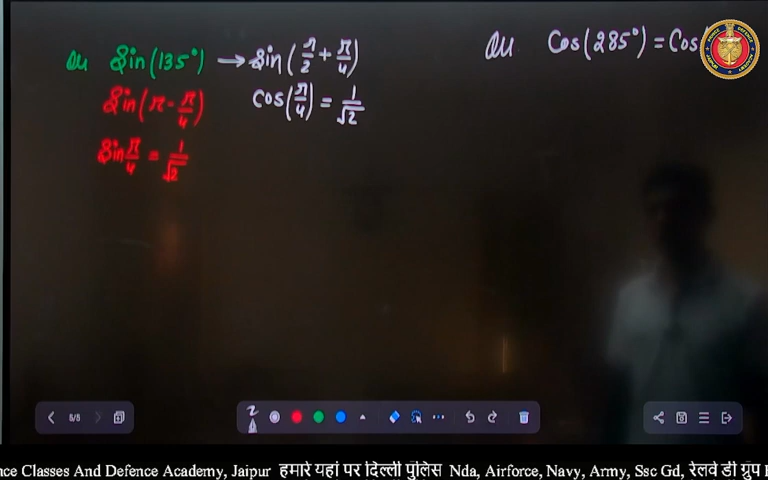 Qu Sin(135°) → Sin(π/2 + π/4)
Sin(π - π/4) cos(π/4) = 1/√2
Sin π/4 = 1/√2
Qu Cos(285°) = Cos(
5/5
nce Classes And Defence Academy, Jaipur हमारे यहां पर दिल्ली पुलिस Nda, Airforce, Navy, Army, Ssc Gd, रेलवे डी ग्रुप